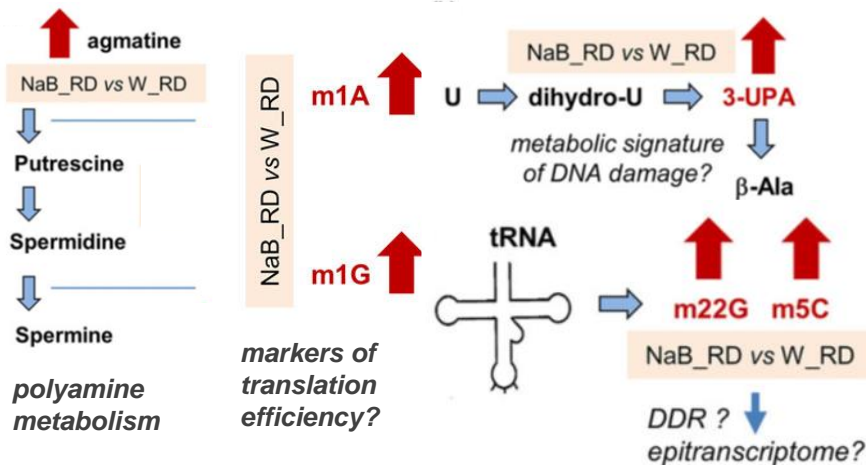 agmatine
NaB_RD vs W_RD
Putrescine
Spermidine
Spermine
polyamine
metabolism
NaB_RD vs W_RD
m1A
m1G
markers of
translation
efficiency?
NaB_RD vs W_RD
U dihydro-U 3-UPA
metabolic signature
of DNA damage?
β-Ala
tRNA
m22G m5C
NaB_RD vs W_RD
DDR ?
epitranscriptome?